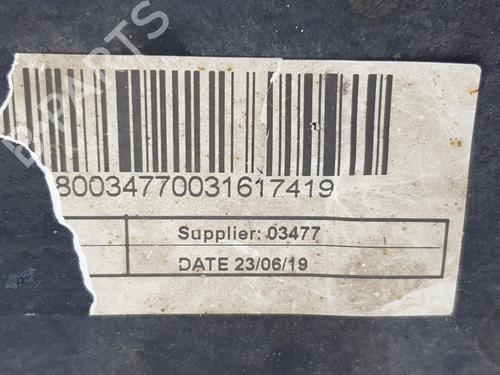 B-PARTS
80034770031617419
Supplier: 03477
DATE 23/06/19